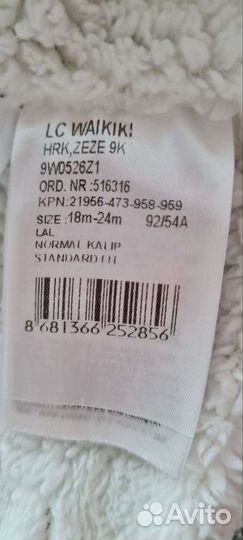 LC WAIKIKI
HRK,ZEZE 9K
9W0526Z1
ORD. NR :516316
KPN:21956-473-958-959
SIZE :18m-24m 92/54A
LAL
NORMAL KALIP
STANDARD FIT
8 681366 252856
Avito